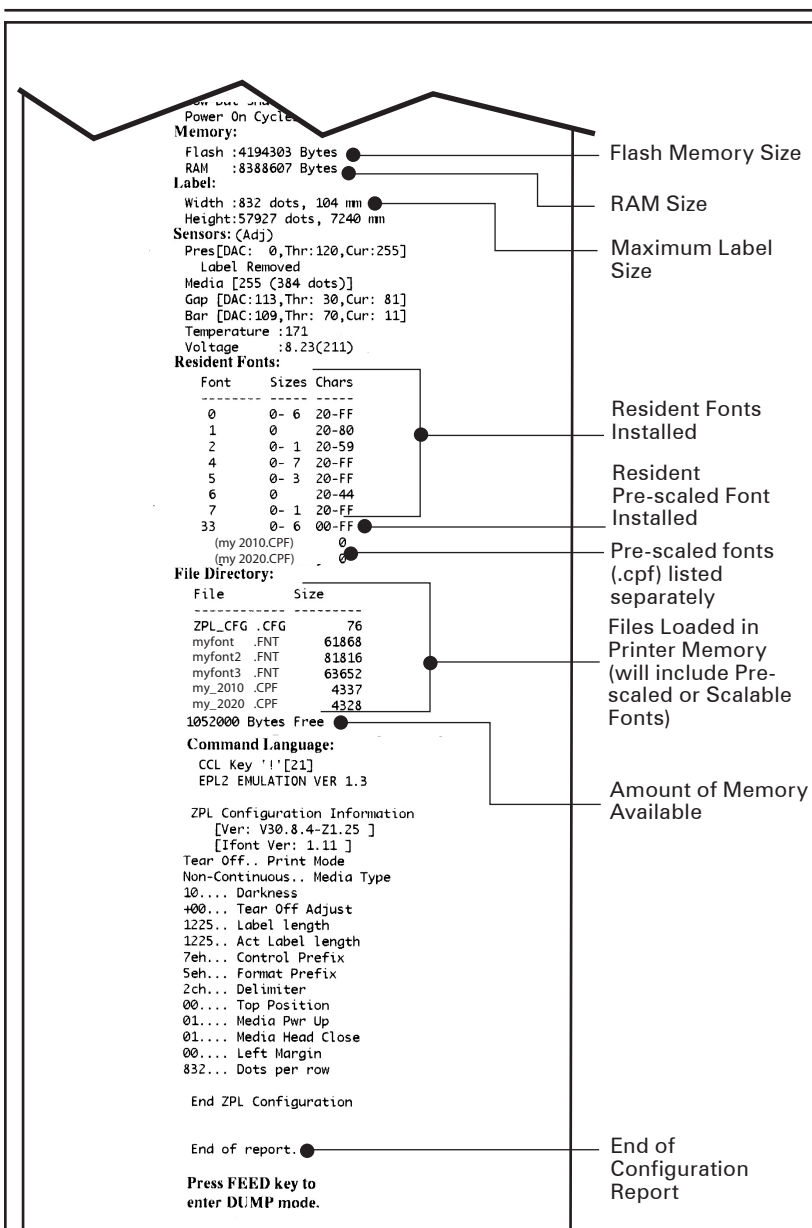 Power On Cycles
Memory:
Flash :4194303 Bytes
RAM :8388607 Bytes
Label:
Width :832 dots, 104 mm
Height:57927 dots, 7240 mm
Sensors: (Adj)
Pres[DAC: 0,Thr:120,Cur:255]
Label Removed
Media [255 (384 dots)]
Gap [DAC:113,Thr: 30,Cur: 81]
Bar [DAC:109,Thr: 70,Cur: 11]
Temperature :171
Voltage :8.23(211)
Resident Fonts:
Font Sizes Chars
-------- ----- -----
0 0- 6 20-FF
1 0 20-80
2 0- 1 20-59
4 0- 7 20-FF
5 0- 3 20-FF
6 0 20-44
7 0- 1 20-FF
33 0- 6 00-FF
(my 2010.CPF) 0
(my 2020.CPF) 0
File Directory:
File Size
------------ ---------
ZPL_CFG .CFG 76
myfont .FNT 61868
myfont2 .FNT 81816
myfont3 .FNT 63652
my_2010 .CPF 4337
my_2020 .CPF 4328
1052000 Bytes Free
Command Language:
CCL Key '!'[21]
EPL2 EMULATION VER 1.3
ZPL Configuration Information
[Ver: V30.8.4-Z1.25 ]
[Ifont Ver: 1.11 ]
Tear Off.. Print Mode
Non-Continuous.. Media Type
10.... Darkness
+00... Tear Off Adjust
1225.. Label length
1225.. Act Label length
7eh... Control Prefix
5eh... Format Prefix
2ch... Delimiter
00.... Top Position
01.... Media Pwr Up
01.... Media Head Close
00.... Left Margin
832... Dots per row
End ZPL Configuration
End of report.
Press FEED key to
enter DUMP mode.
Flash Memory Size
RAM Size
Maximum Label
Size
Resident Fonts
Installed
Resident
Pre-scaled Font
Installed
Pre-scaled fonts
(.cpf) listed
separately
Files Loaded in
Printer Memory
(will include Pre-
scaled or Scalable
Fonts)
Amount of Memory
Available
End of
Configuration
Report